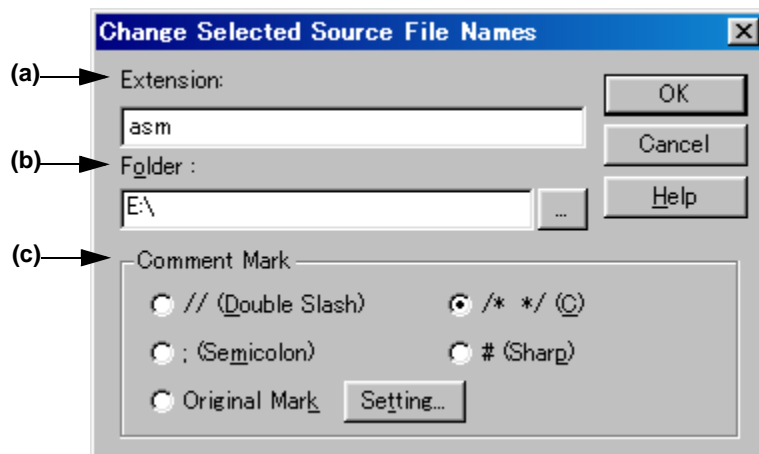 Change Selected Source File Names
(a)
Extension:
OK
asm
Cancel
(b)
Folder :
Help
E:\
...
(c)
Comment Mark
// (Double Slash)
/* */ (C)
; (Semicolon)
# (Sharp)
Original Mark
Setting...